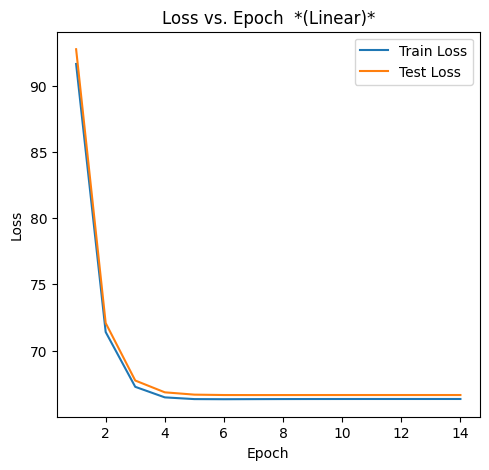 Loss vs. Epoch  *(Linear)*
Train Loss
Test Loss
Loss
90
85
80
75
70
2 4 6 8 10 12 14
Epoch